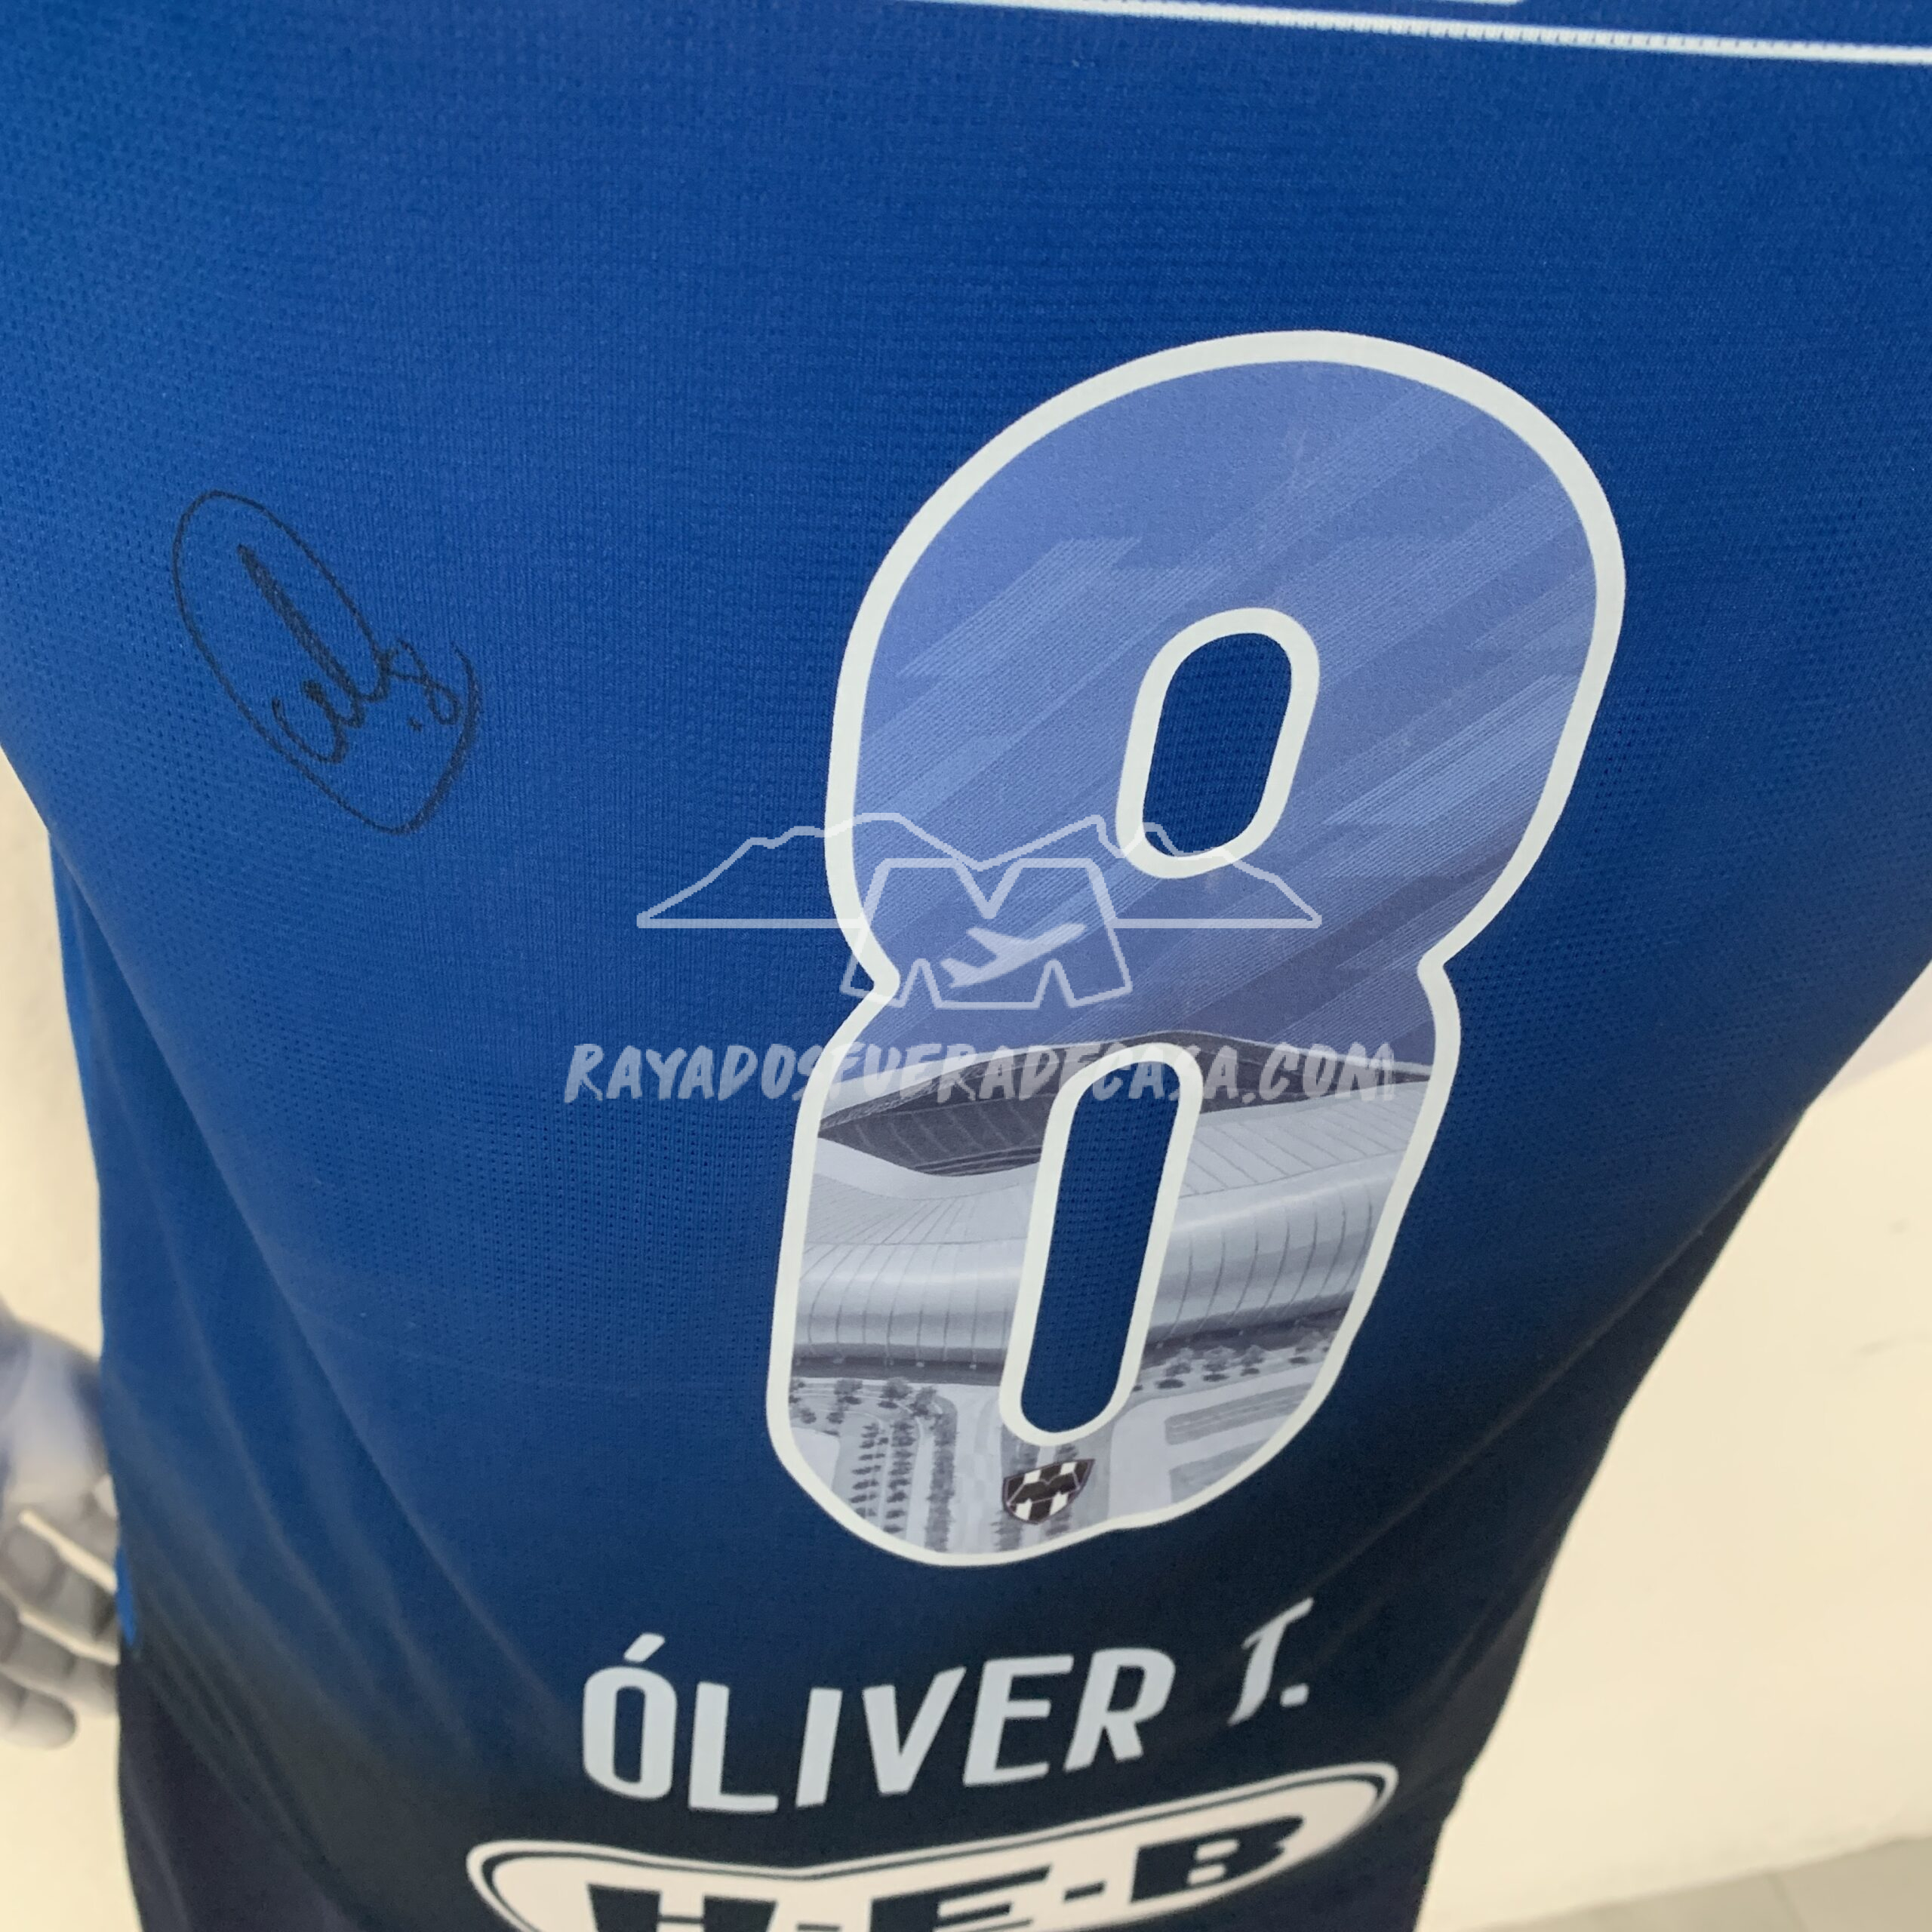 8
RAYADOSFUERADECASA.COM
ÓLIVER T.
H-E-B